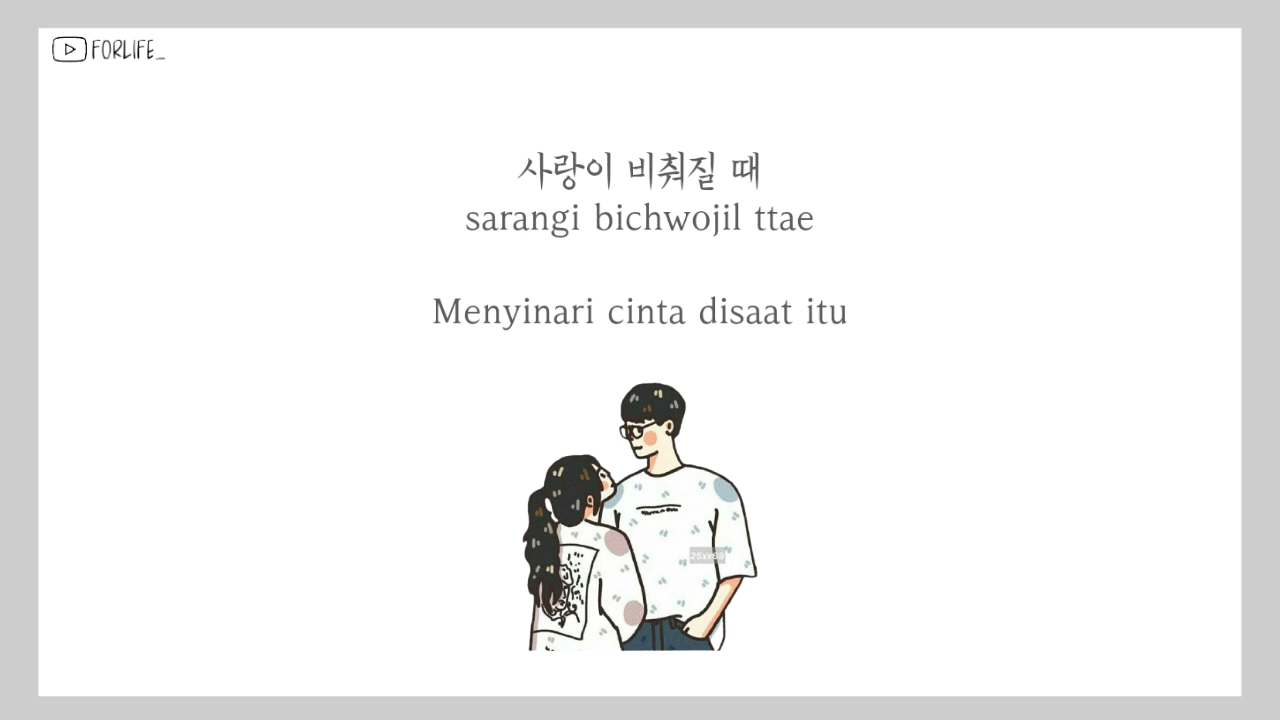 FORLIFE_
사랑이 비춰질 때
sarangi bichwojil ttae
Menyinari cinta disaat itu